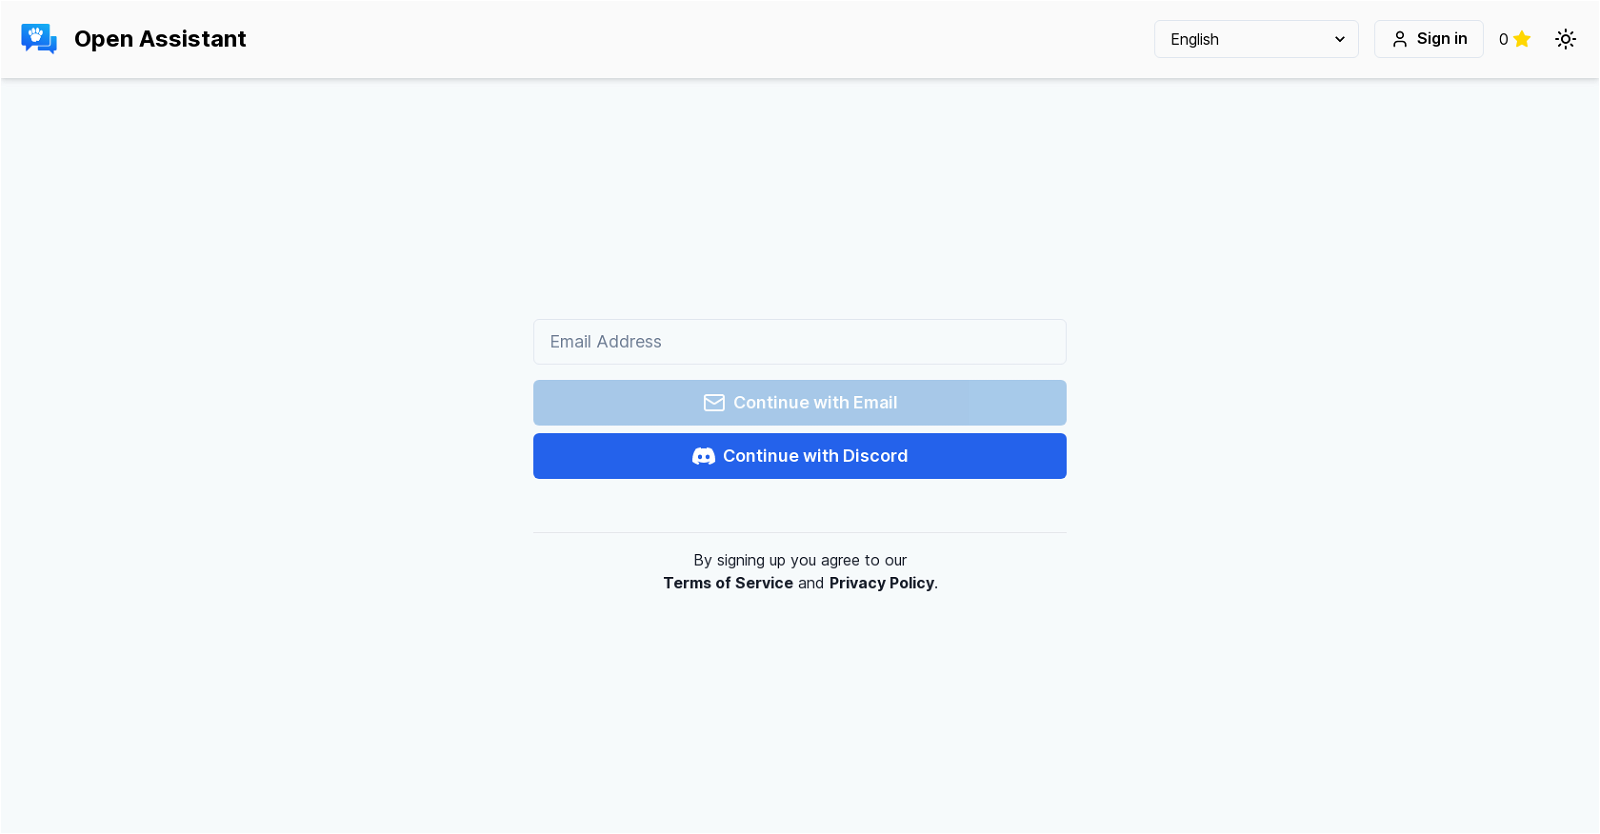 Open Assistant
English
Sign in
0
Email Address
Continue with Email
Continue with Discord
By signing up you agree to our
Terms of Service and Privacy Policy.